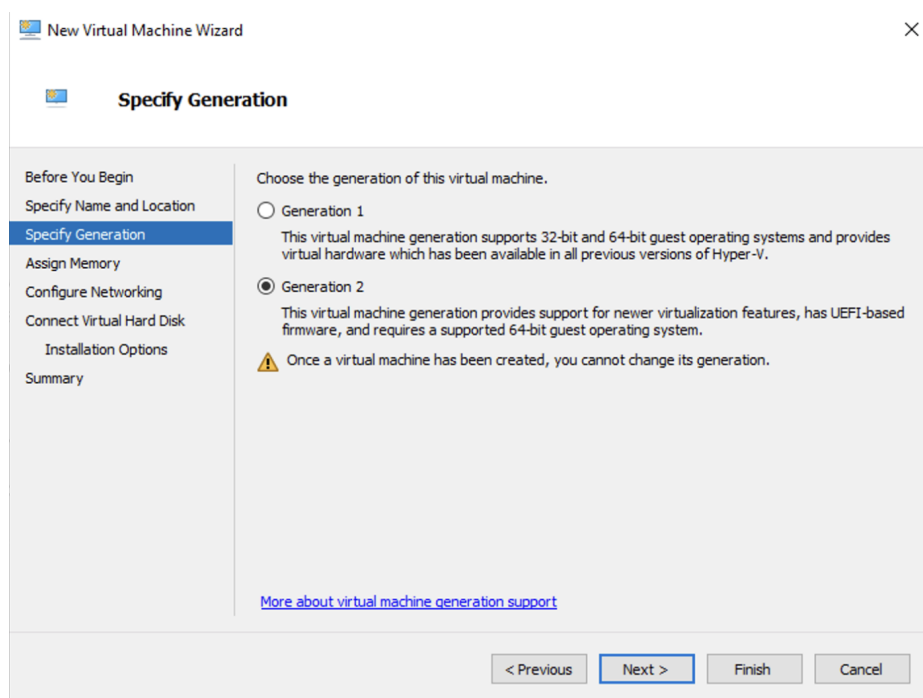 New Virtual Machine Wizard
Specify Generation
Before You Begin
Specify Name and Location
Specify Generation
Assign Memory
Configure Networking
Connect Virtual Hard Disk
Installation Options
Summary
Choose the generation of this virtual machine.
Generation 1
This virtual machine generation supports 32-bit and 64-bit guest operating systems and provides
virtual hardware which has been available in all previous versions of Hyper-V.
Generation 2
This virtual machine generation provides support for newer virtualization features, has UEFI-based
firmware, and requires a supported 64-bit guest operating system.
Once a virtual machine has been created, you cannot change its generation.
More about virtual machine generation support
< Previous
Next >
Finish
Cancel